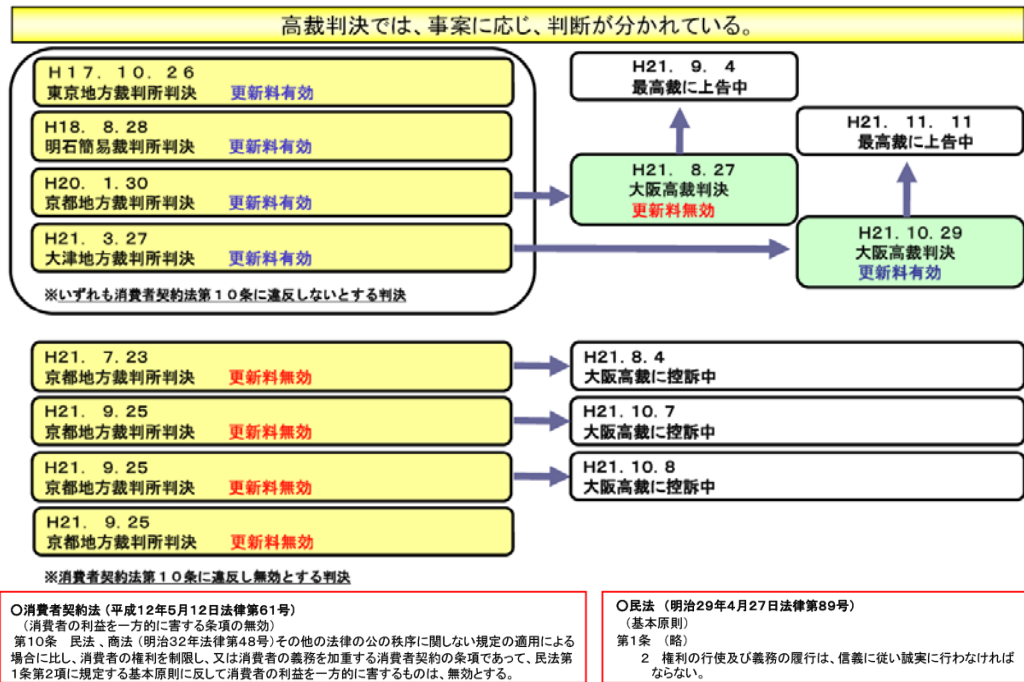 高裁判決では、事案に応じ、判断が分かれている。
H17．10．26
東京地方裁判所判決　更新料有効
H18．8.28
明石簡易裁判所判決　更新料有効
H20．1.30
京都地方裁判所判決　更新料有効
H21．3.27
大津地方裁判所判決　更新料有効
※いずれも消費者契約法第１０条に違反しないとする判決
H21．9．4
最高裁に上告中
H21．8.27
大阪高裁判決
更新料無効
H21．11．11
最高裁に上告中
H21.10.29
大阪高裁判決
更新料有効
H21．7.23
京都地方裁判所判決　更新料無効
H21.8.4
大阪高裁に控訴中
H21．9.25
京都地方裁判所判決　更新料無効
H21.10.7
大阪高裁に控訴中
H21．9.25
京都地方裁判所判決　更新料無効
H21.10.8
大阪高裁に控訴中
H21．9.25
京都地方裁判所判決　更新料無効
※消費者契約法第１０条に違反し無効とする判決
○消費者契約法（平成12年5月12日法律第61号）
（消費者の利益を一方的に害する条項の無効）
第10条　民法、商法（明治32年法律第48号）その他の法律の公の秩序に関しない規定の適用による
場合に比し、消費者の権利を制限し、又は消費者の義務を加重する消費者契約の条項であって、民法第
1条第2項に規定する基本原則に反して消費者の利益を一方的に害するものは、無効とする。
○民法　（明治29年4月27日法律第89号）
（基本原則）
第1条　（略）
２　権利の行使及び義務の履行は、信義に従い誠実に行わなければ
ならない。